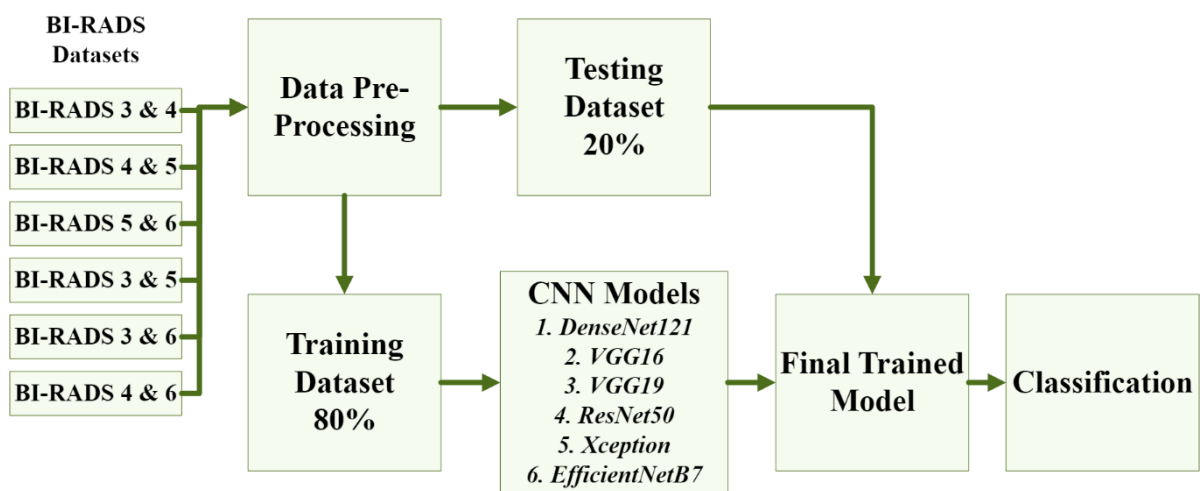 BI-RADS
Datasets
BI-RADS 3 & 4
BI-RADS 4 & 5
BI-RADS 5 & 6
BI-RADS 3 & 5
BI-RADS 3 & 6
BI-RADS 4 & 6
Data Pre-
Processing
Testing
Dataset
20%
Training
Dataset
80%
CNN Models
1. DenseNet121
2. VGG16
3. VGG19
4. ResNet50
5. Xception
6. EfficientNetB7
Final Trained
Model
Classification